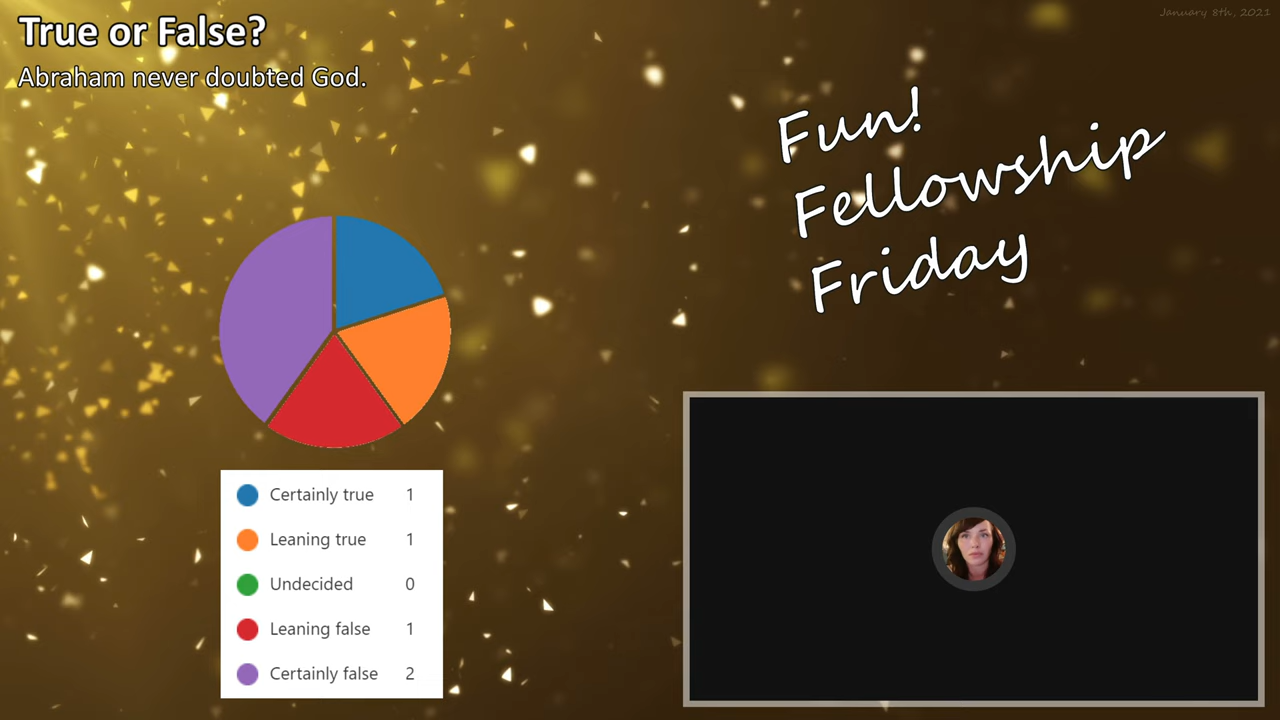 True or False?
Abraham never doubted God.
January 8th, 2021
Fun!
Fellowship
Friday
Certainly true 1
Leaning true 1
Undecided 0
Leaning false 1
Certainly false 2